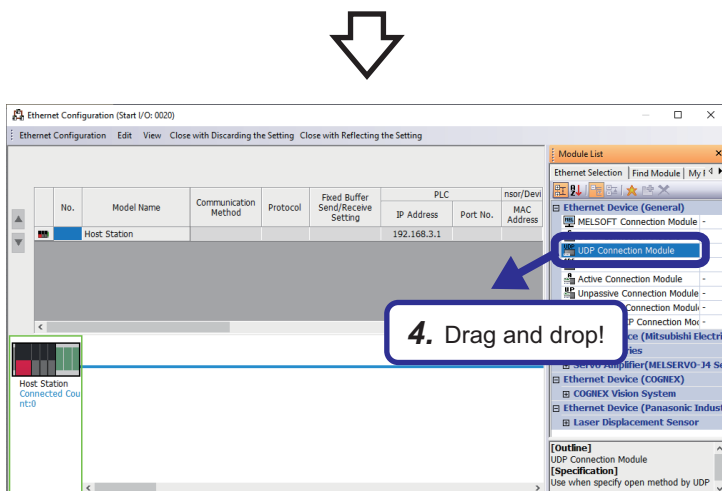 Ethernet Configuration (Start I/O: 0020)
Ethernet Configuration Edit View Close with Discarding the Setting Close with Reflecting the Setting
Module List
Ethernet Selection Find Module My
No. Model Name Communication Method Protocol Fixed Buffer Send/Receive Setting PLC nsor/Devi
IP Address Port No. MAC Address
Host Station 192.168.3.1
Ethernet Device (General)
MELSOFT Connection Module -
UDP Connection Module
Active Connection Module -
Unpassive Connection Module -
Connection Modul -
P Connection Moc -
ce (Mitsubishi Electri
ies
Servo Amplifier(MELSERVO-J4 Se
Ethernet Device (COGNEX)
COGNEX Vision System
Ethernet Device (Panasonic Indust
Laser Displacement Sensor
4. Drag and drop!
Host Station
Connected Cou
nt:0
[Outline]
UDP Connection Module
[Specification]
Use when specify open method by UDP